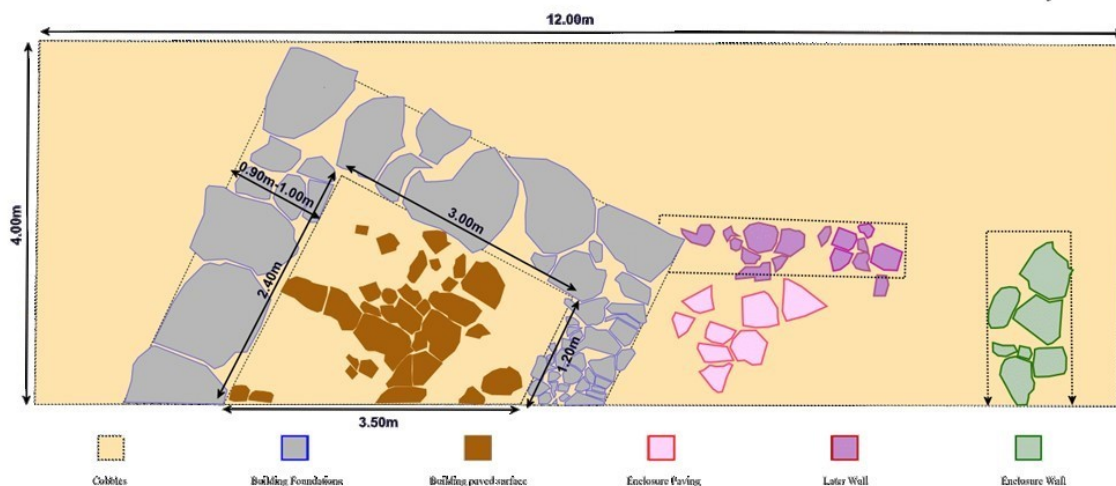 12.00m
4.00m
0.90m-1.00m
3.00m
2.40m
1.20m
3.50m
Cobbles
Building Foundations
Building paved surface
Enclosure Paving
Later Wall
Enclosure Wall